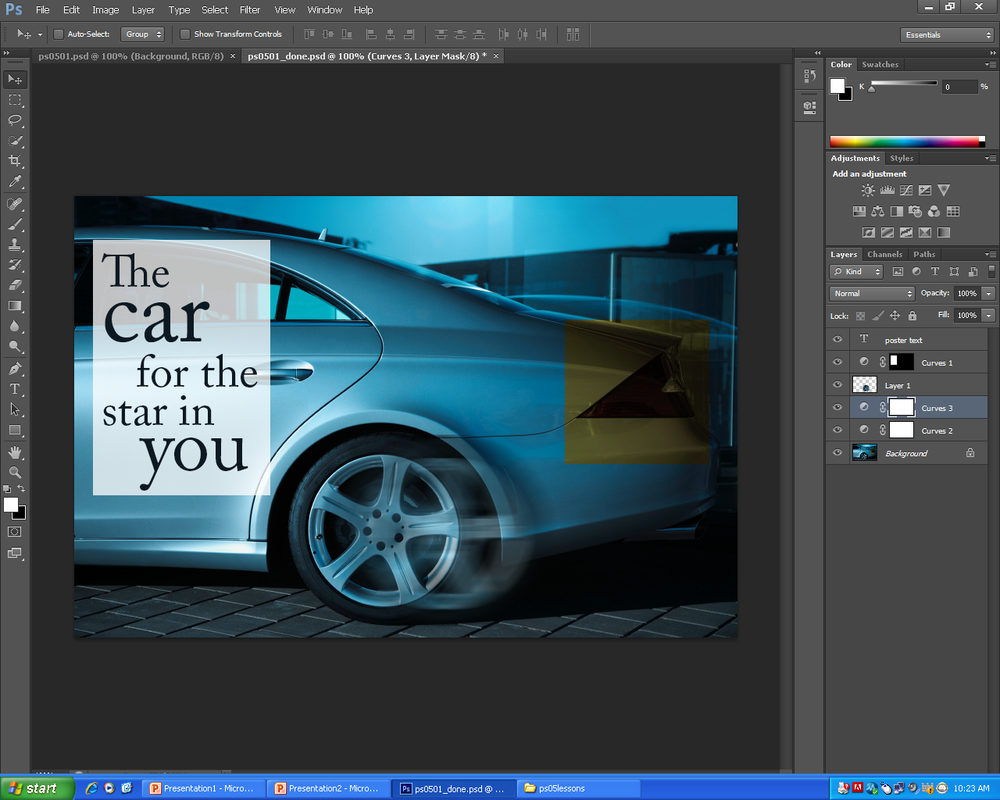 Ps File Edit Image Layer Type Select Filter View Window Help
Auto-Select: Group Show Transform Controls Essentials
ps0501.psd @ 100% (Background, RGB/8) × ps0501_done.psd @ 100% (Curves 3, Layer Mask/8) * ×
Color Swatches
K 0 %
Adjustments Styles
Add an adjustment
Layers Channels Paths
Kind
Normal Opacity: 100%
Lock: Fill: 100%
T poster text
Curves 1
Layer 1
Curves 3
Curves 2
Background
The
car
for the
star in
you
start Presentation1 - Micro... Presentation2 - Micro... Ps ps0501_done.psd @ ... ps05lessons 10:23 AM